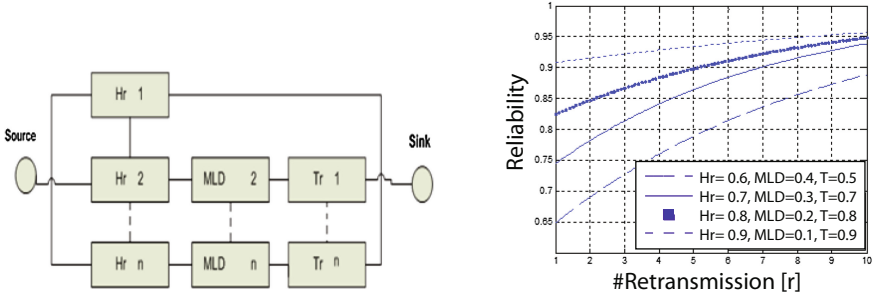 Source
Sink
Hr 1
Hr 2
MLD 2
Tr 1
Hr n
MLD n
Tr n
Reliability
1
0.95
0.9
0.85
0.8
0.75
0.7
0.65
1 2 3 4 5 6 7 8 9 10
#Retransmission [r]
Hr= 0.6, MLD=0.4, T=0.5
Hr= 0.7, MLD=0.3, T=0.7
Hr= 0.8, MLD=0.2, T=0.8
Hr= 0.9, MLD=0.1, T=0.9